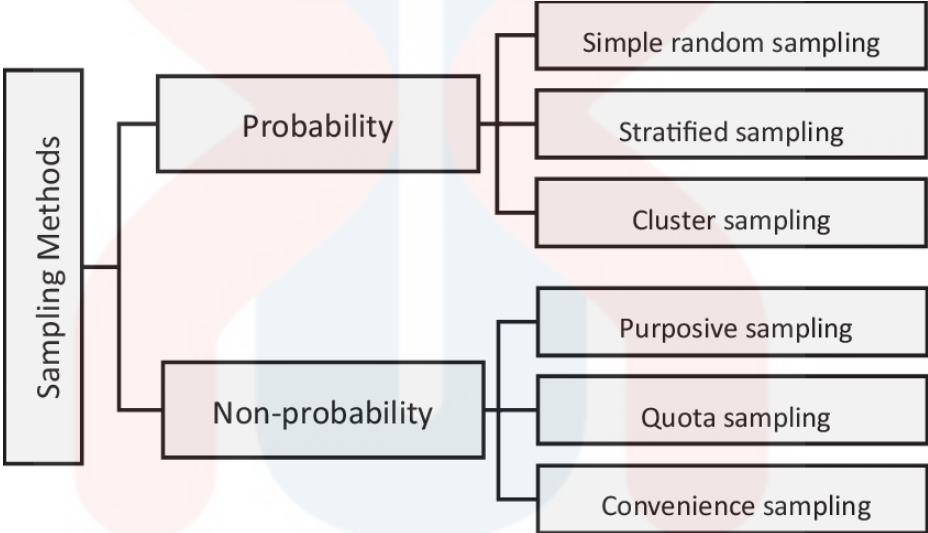 Sampling Methods
Probability
Simple random sampling
Stratified sampling
Cluster sampling
Non-probability
Purposive sampling
Quota sampling
Convenience sampling